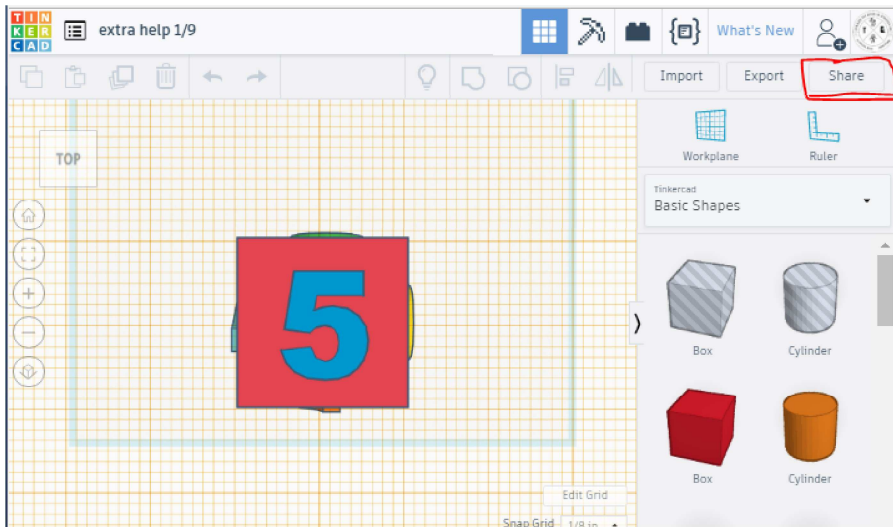 TIN
KER
CAD
extra help 1/9
What's New
Import Export Share
TOP
Workplane Ruler
Tinkercad
Basic Shapes
5
Box Cylinder
Box Cylinder
Edit Grid
Snap Grid 1/8 in